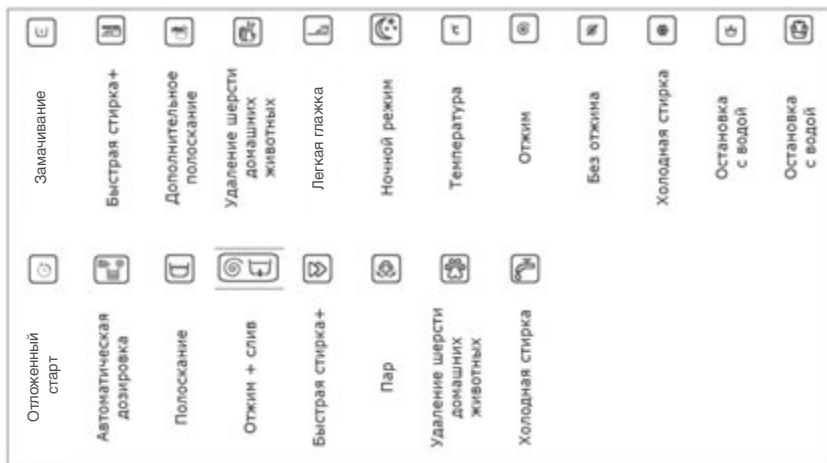 Отложенный
старт
Автоматическая
дозировка
Полоскание
Отжим + слив
Быстрая стирка+
Пар
Удаление шерсти
домашних
животных
Холодная стирка
Замачивание
Быстрая стирка+
Дополнительное
полоскание
Удаление шерсти
домашних
животных
Легкая глажка
Ночной режим
Температура
Отжим
Без отжима
Холодная стирка
Остановка
с водой
Остановка
с водой